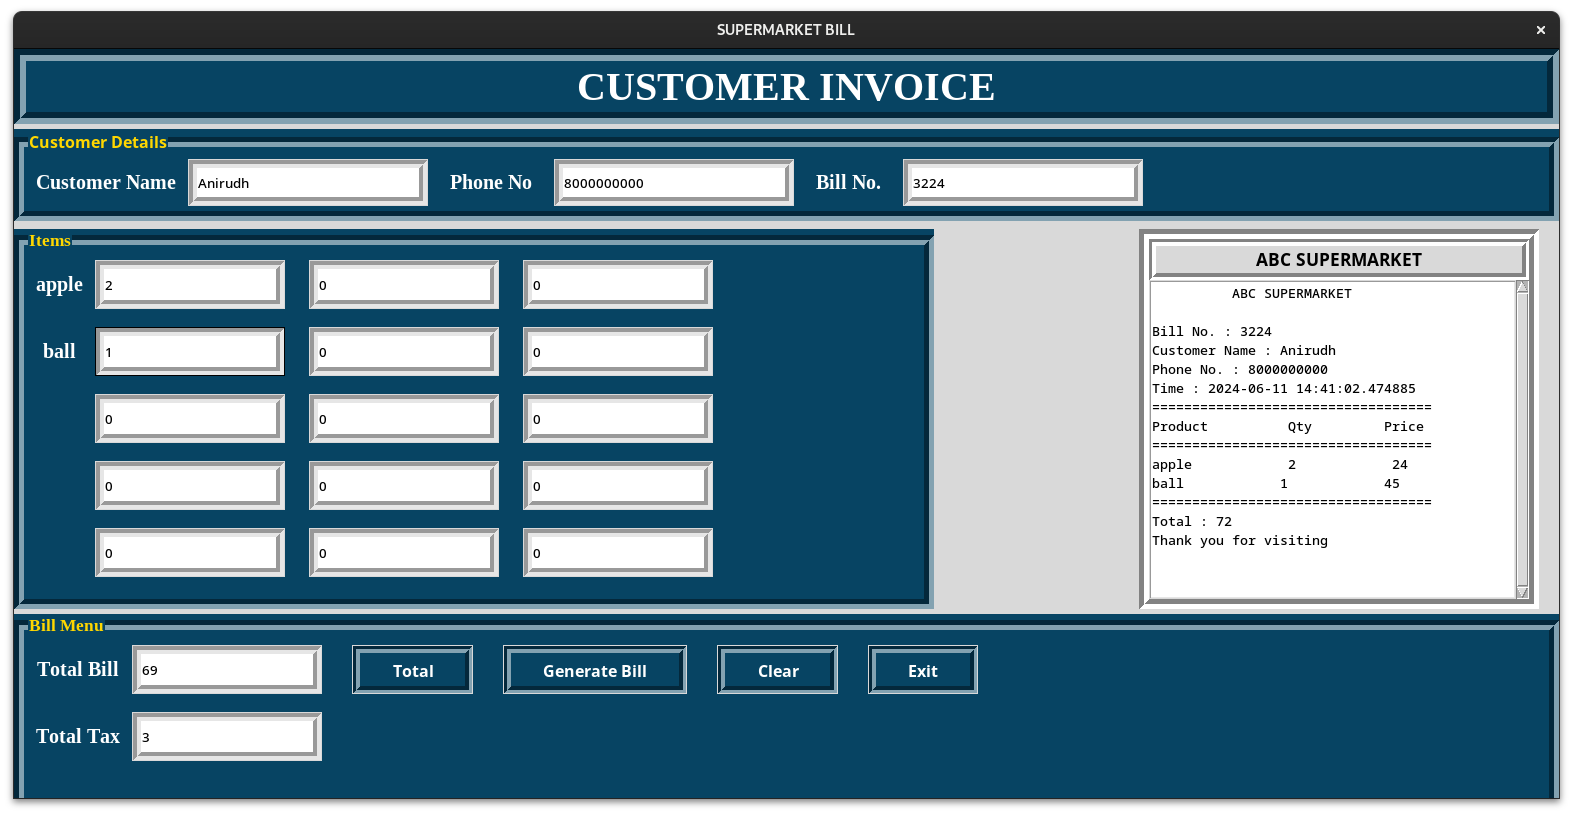 SUPERMARKET BILL ×
CUSTOMER INVOICE
Customer Details
Customer Name Anirudh Phone No 8000000000 Bill No. 3224
Items
apple 2 0 0
ball 1 0 0
0 0 0
0 0 0
0 0 0
ABC SUPERMARKET
ABC SUPERMARKET
Bill No. : 3224
Customer Name : Anirudh
Phone No. : 8000000000
Time : 2024-06-11 14:41:02.474885
===================================
Product Qty Price
===================================
apple 2 24
ball 1 45
===================================
Total : 72
Thank you for visiting
Bill Menu
Total Bill 69 Total Generate Bill Clear Exit
Total Tax 3